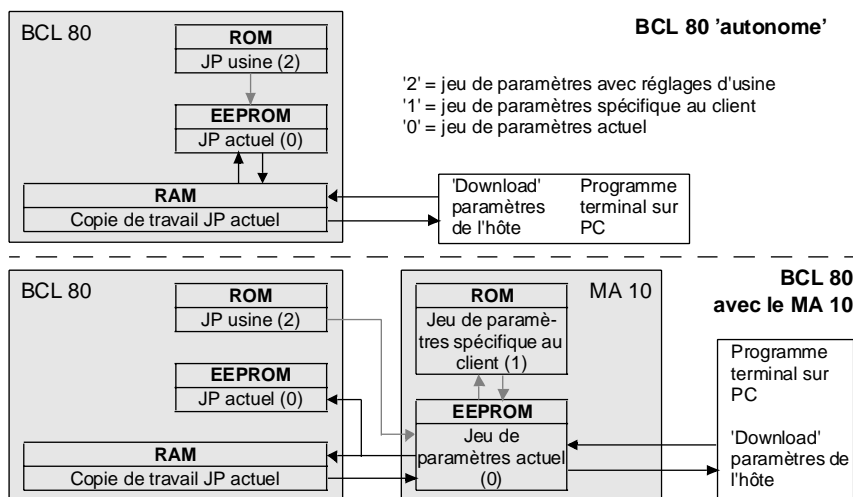 BCL 80
ROM
JP usine (2)
EEPROM
JP actuel (0)
RAM
Copie de travail JP actuel
BCL 80 'autonome'
'2' = jeu de paramètres avec réglages d'usine
'1' = jeu de paramètres spécifique au client
'0' = jeu de paramètres actuel
'Download'
paramètres
de l'hôte
Programme
terminal sur
PC
BCL 80
ROM
JP usine (2)
EEPROM
JP actuel (0)
RAM
Copie de travail JP actuel
MA 10
ROM
Jeu de paramè-
tres spécifique au
client (1)
EEPROM
Jeu de
paramètres actuel
(0)
BCL 80
avec le MA 10
Programme
terminal sur
PC
'Download'
paramètres de
l'hôte